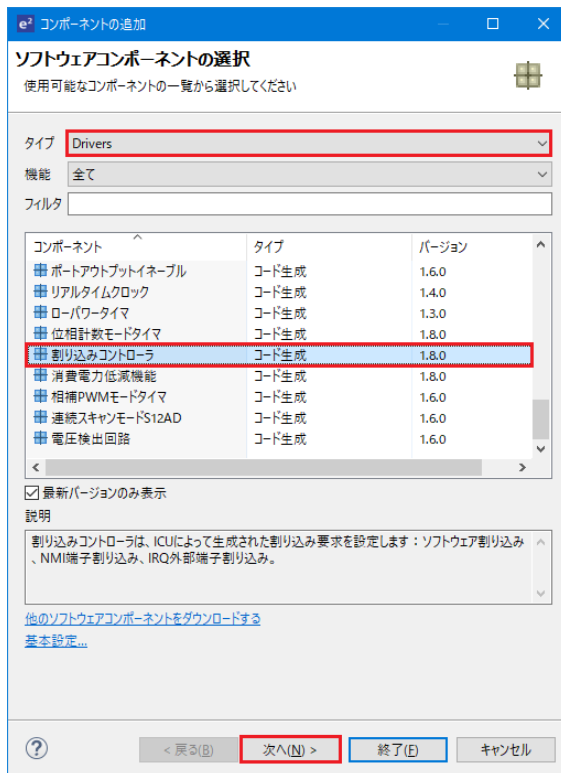 e² コンポーネントの追加
ソフトウェアコンポーネントの選択
使用可能なコンポーネントの一覧から選択してください
タイプ Drivers
機能 全て
フィルタ
コンポーネント タイプ バージョン
ポートアウトプットイネーブル コード生成 1.6.0
リアルタイムクロック コード生成 1.4.0
ローパワータイマ コード生成 1.3.0
位相計数モードタイマ コード生成 1.8.0
割り込みコントローラ コード生成 1.8.0
消費電力低減機能 コード生成 1.8.0
相補PWMモードタイマ コード生成 1.6.0
連続スキャンモードS12AD コード生成 1.6.0
電圧検出回路 コード生成 1.6.0
最新バージョンのみ表示
説明
割り込みコントローラは、ICUによって生成された割り込み要求を設定します：ソフトウェア割り込み
、NMI端子割り込み、IRQ外部端子割り込み。
他のソフトウェアコンポーネントをダウンロードする
基本設定...
? < 戻る(B) 次へ(N) > 終了(F) キャンセル